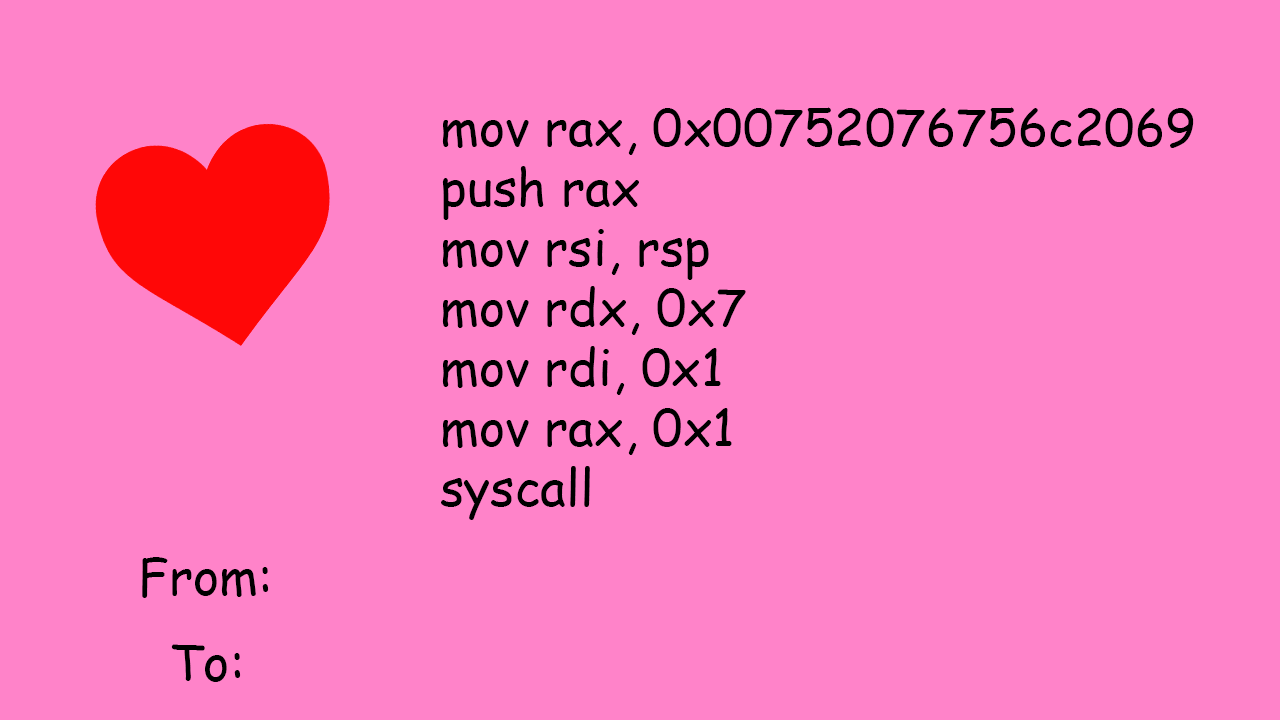 mov rax, 0x00752076756c2069
push rax
mov rsi, rsp
mov rdx, 0x7
mov rdi, 0x1
mov rax, 0x1
syscall
From:
To: